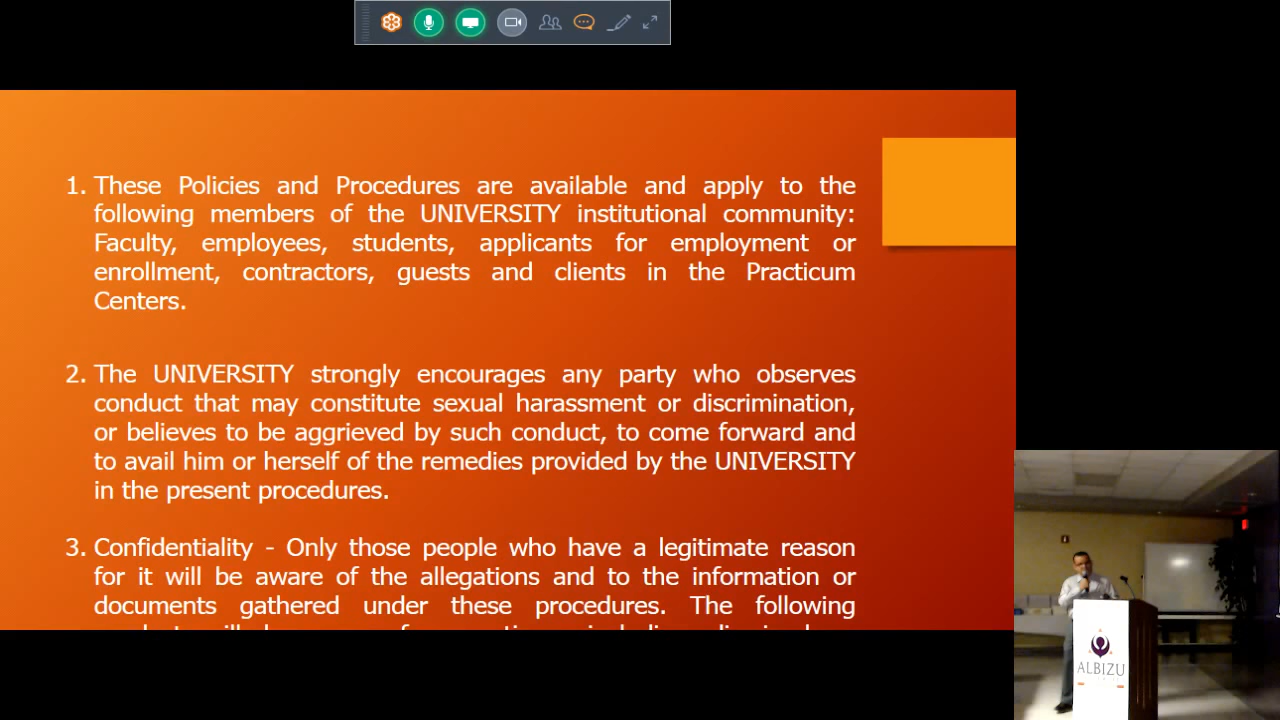 1. These Policies and Procedures are available and apply to the
following members of the UNIVERSITY institutional community:
Faculty, employees, students, applicants for employment or
enrollment, contractors, guests and clients in the Practicum
Centers.
2. The UNIVERSITY strongly encourages any party who observes
conduct that may constitute sexual harassment or discrimination,
or believes to be aggrieved by such conduct, to come forward and
to avail him or herself of the remedies provided by the UNIVERSITY
in the present procedures.
3. Confidentiality - Only those people who have a legitimate reason
for it will be aware of the allegations and to the information or
documents gathered under these procedures. The following
ALBIZU